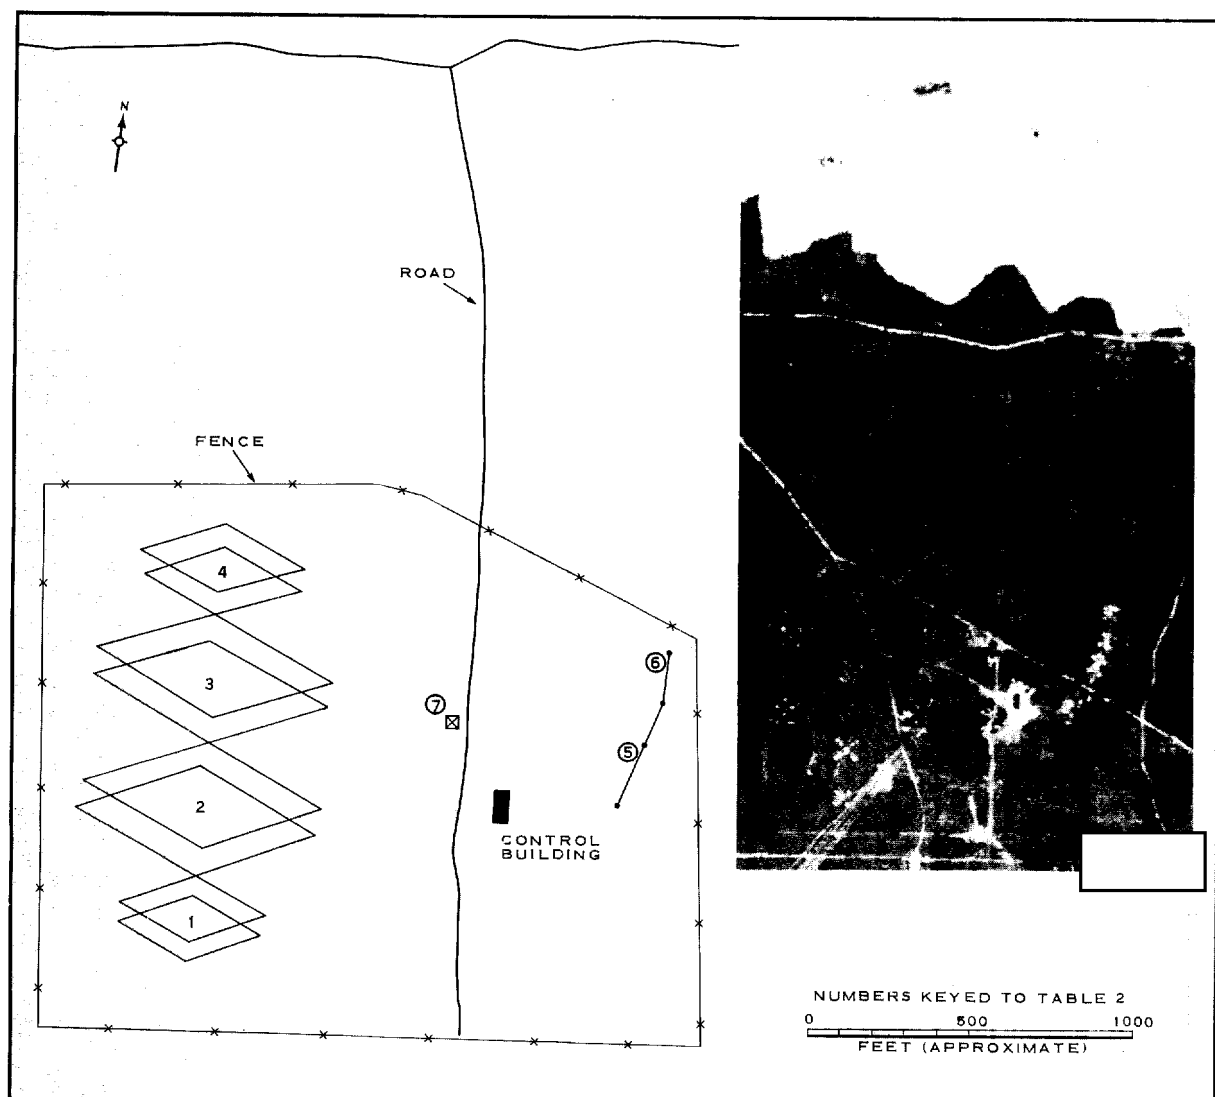 N
ROAD
FENCE
4
3
6
7
5
2
CONTROL
BUILDING
1
NUMBERS KEYED TO TABLE 2
0 500 1000
FEET (APPROXIMATE)